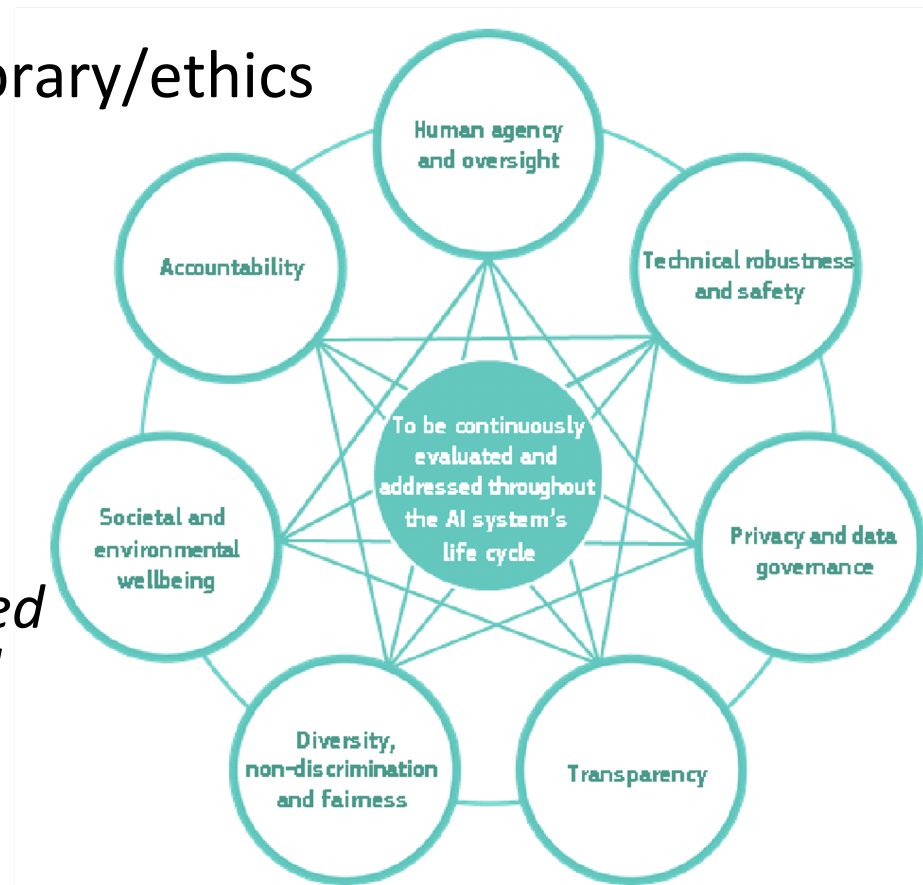 orary/ethics
Human agency
and oversight
Accountability
Technical robustness
and safety
To be continuously
evaluated and
addressed throughout
the AI system's
life cycle
Societal and
environmental
wellbeing
Privacy and data
governance
ed
Diversity,
non-discrimination
and fairness
Transparency